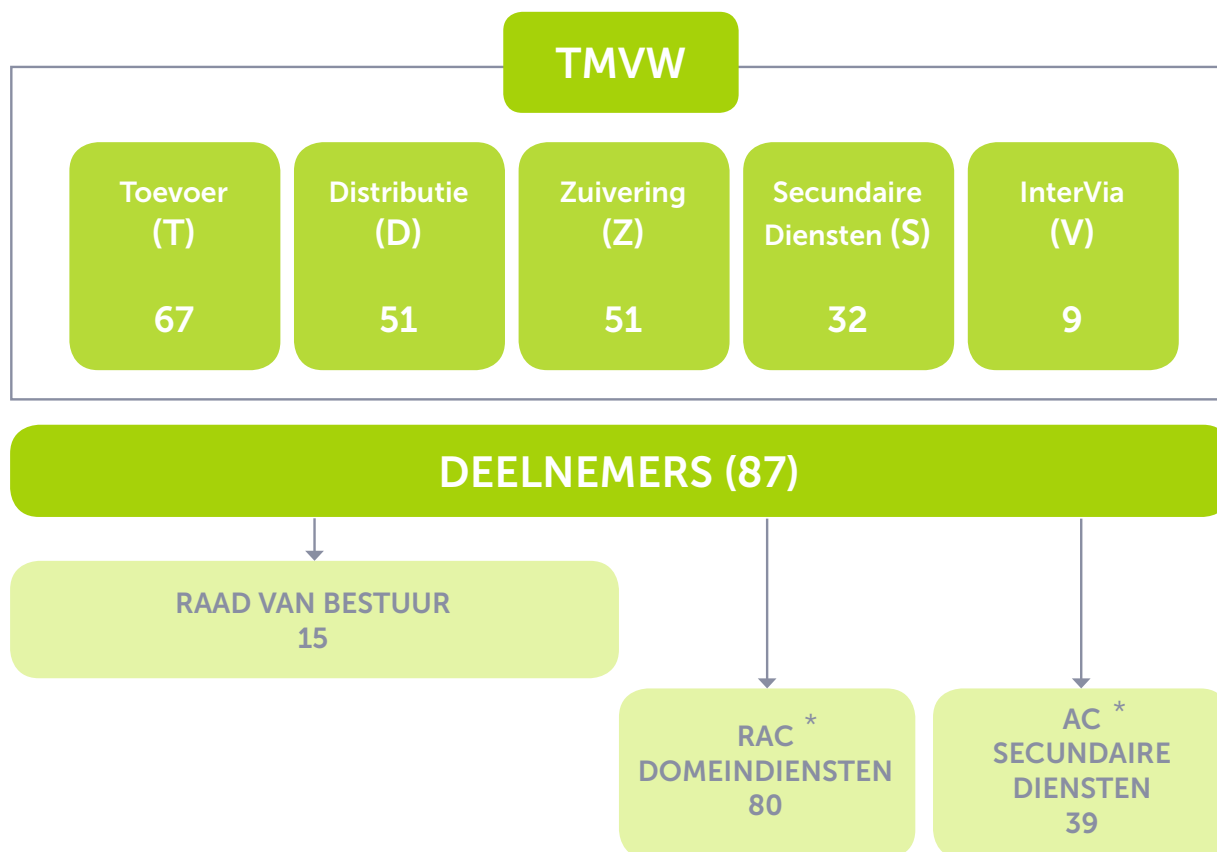 TMVW
Toevoer
(T)
67
Distributie
(D)
51
Zuivering
(Z)
51
Secundaire
Diensten (S)
32
InterVia
(V)
9
DEELNEMERS (87)
RAAD VAN BESTUUR
15
RAC *
DOMEINDIENSTEN
80
AC *
SECUNDAIRE
DIENSTEN
39